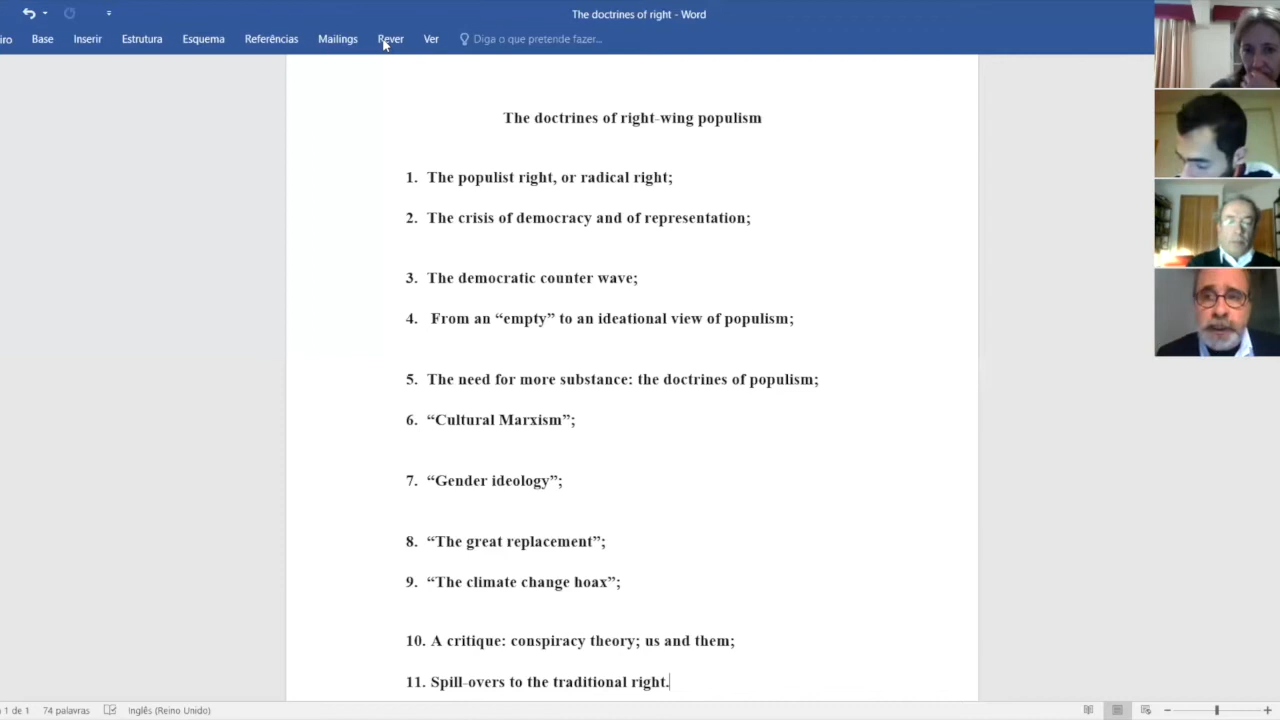 The doctrines of right - Word
iro Base Inserir Estrutura Esquema Referências Mailings Rever Ver Diga o que pretende fazer...
The doctrines of right-wing populism
1. The populist right, or radical right;
2. The crisis of democracy and of representation;
3. The democratic counter wave;
4. From an “empty” to an ideational view of populism;
5. The need for more substance: the doctrines of populism;
6. “Cultural Marxism”;
7. “Gender ideology”;
8. “The great replacement”;
9. “The climate change hoax”;
10. A critique: conspiracy theory; us and them;
11. Spill-overs to the traditional right.
1 de 1 74 palavras Inglês (Reino Unido)